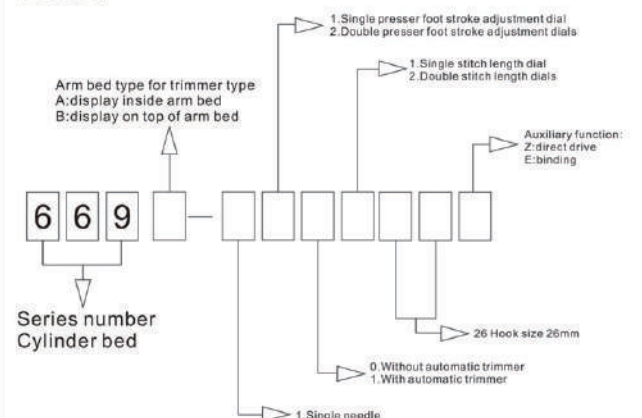 1.Single presser foot stroke adjustment dial
2.Double presser foot stroke adjustment dials
1.Single stitch length dial
2.Double stitch length dials
Arm bed type for trimmer type
A:display inside arm bed
B:display on top of arm bed
Auxiliary function:
Z:direct drive
E:binding
6 6 9 —
Series number
Cylinder bed
26 Hook size 26mm
0.Without automatic trimmer
1.With automatic trimmer
1.Single needle